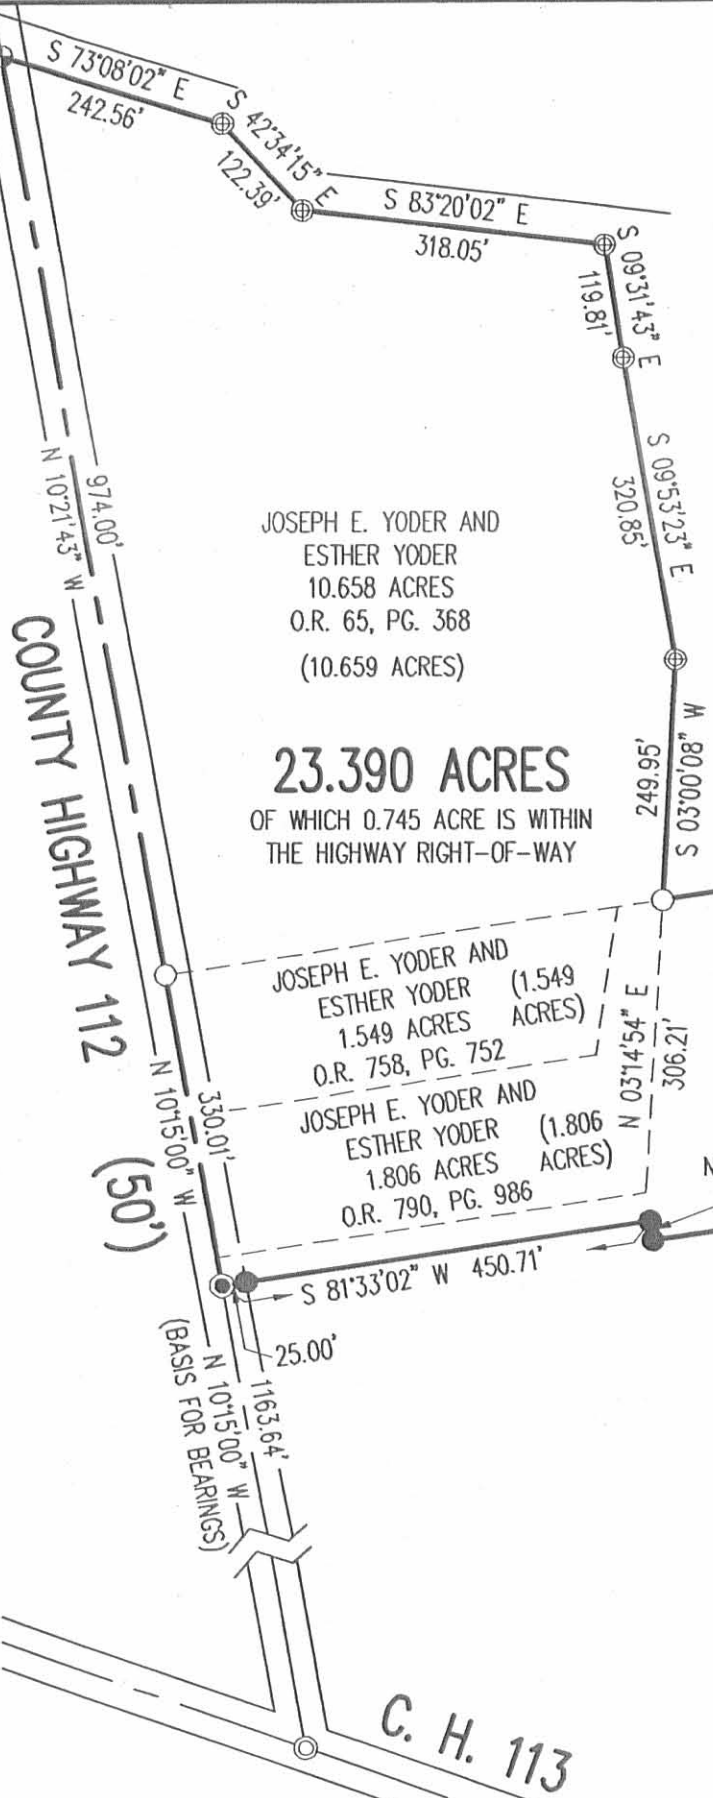 S 73°08'02" E
242.56'
S 42°34'15" E
122.39'
S 83°20'02" E
318.05'
S 09°31'43" E
119.81'
S 09°53'23" E
320.85'
974.00'
N 10°21'43" W
JOSEPH E. YODER AND
ESTHER YODER
10.658 ACRES
O.R. 65, PG. 368
(10.659 ACRES)
COUNTY HIGHWAY 112
(50')
S 03°00'08" W
249.95'
23.390 ACRES
OF WHICH 0.745 ACRE IS WITHIN
THE HIGHWAY RIGHT-OF-WAY
JOSEPH E. YODER AND
ESTHER YODER (1.549
1.549 ACRES ACRES)
O.R. 758, PG. 752
N 03°14'54" E
306.21'
330.01'
N 10°15'00" W
JOSEPH E. YODER AND
ESTHER YODER (1.806
1.806 ACRES ACRES)
O.R. 790, PG. 986
N
S 81°33'02" W 450.71'
25.00'
1163.64'
N 10°15'00" W
(BASIS FOR BEARINGS)
C. H. 113